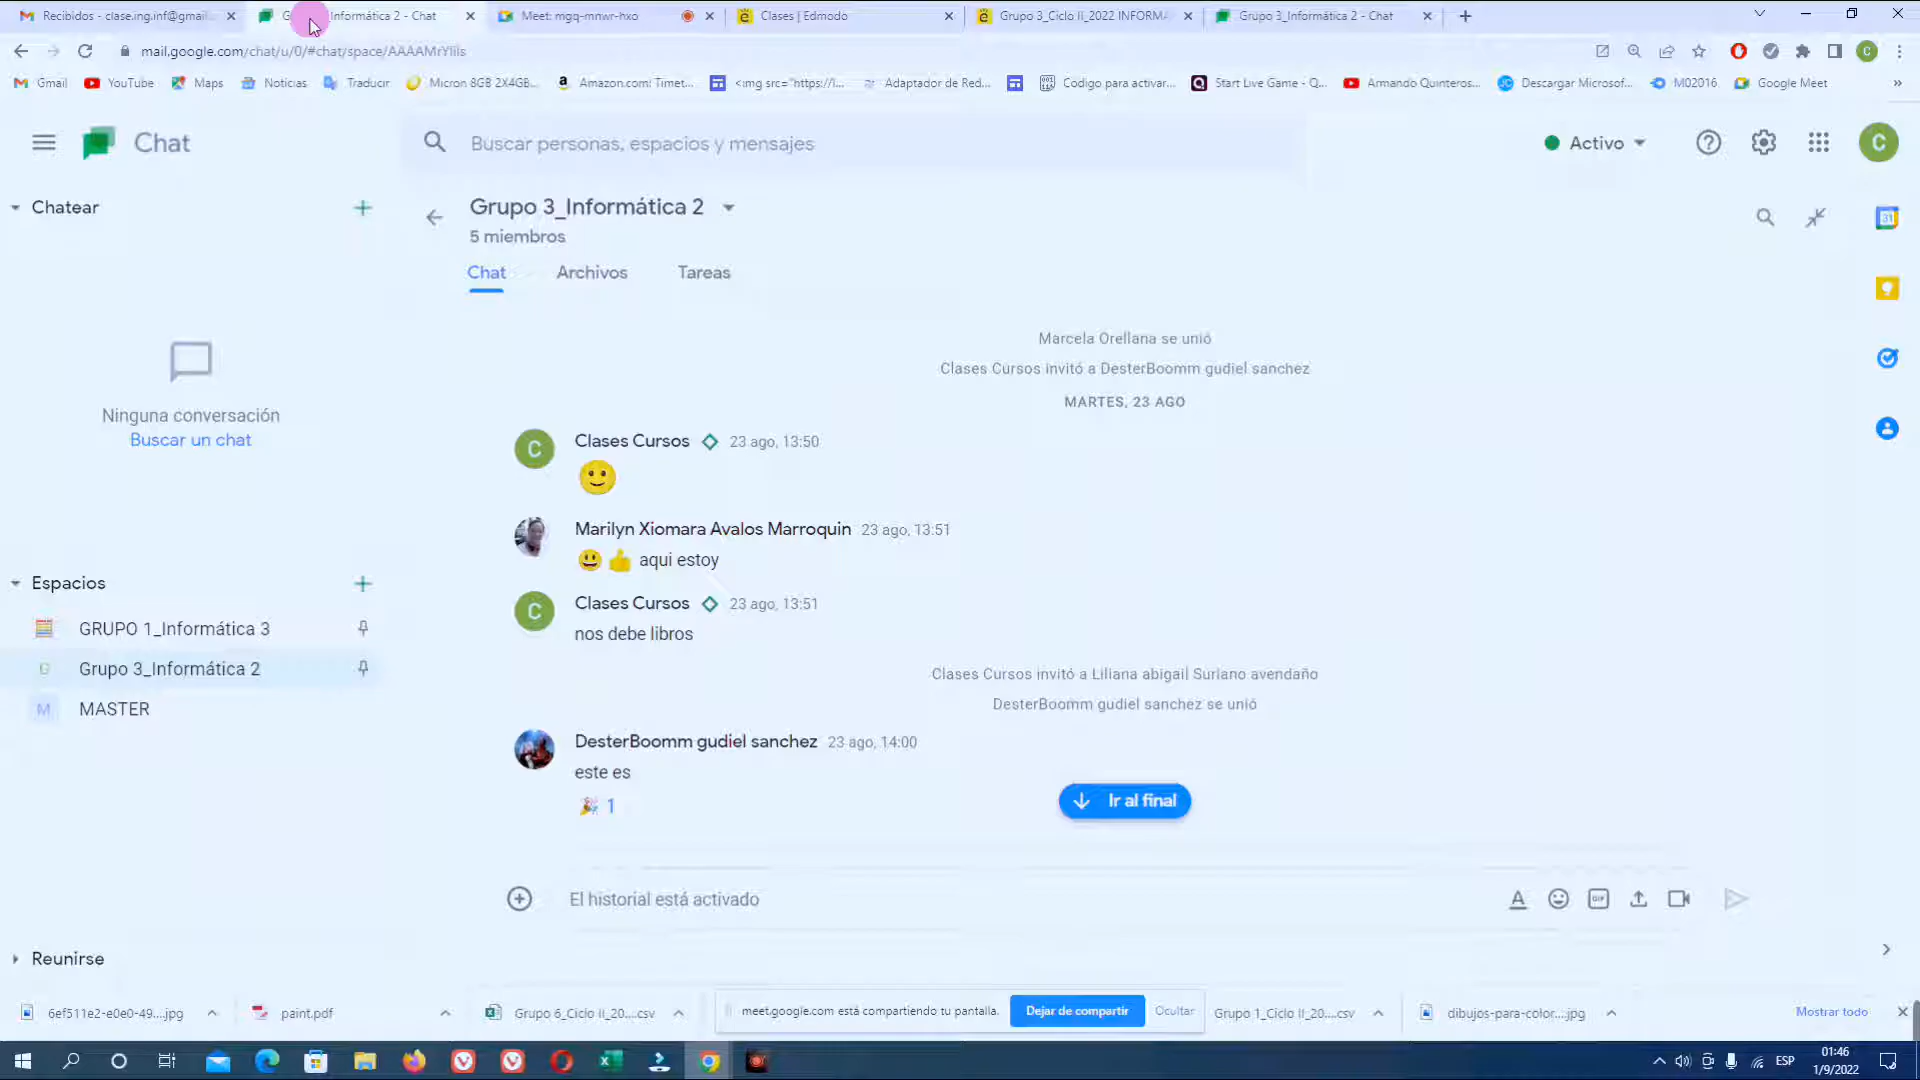 Recibidos - clase.ing.inf@gmail.
Informática 2 - Chat
Meet: mgq-mnwr-hxo
Clases | Edmodo
Grupo 3_Ciclo II_2022 INFORMA
Grupo 3_Informática 2 - Chat
mail.google.com/chat/u/0/#chat/space/AAAAMrYIiis
Gmail
YouTube
Maps
Noticias
Traducir
Micron 8GB 2X4GB...
Amazon.com: Timet...
<img src="https://l...
Adaptador de Red...
Codigo para activar...
Start Live Game - Q...
Armando Quinteros...
Descargar Microsof...
M02016
Google Meet
»
Chat
Buscar personas, espacios y mensajes
Activo
C
Chatear
Grupo 3_Informática 2
5 miembros
Chat
Archivos
Tareas
31
Ninguna conversación
Buscar un chat
Marcela Orellana se unió
Clases Cursos invitó a DesterBoomm gudiel sanchez
MARTES, 23 AGO
C
Clases Cursos 23 ago, 13:50
Marilyn Xiomara Avalos Marroquin 23 ago, 13:51
aqui estoy
C
Clases Cursos 23 ago, 13:51
nos debe libros
Clases Cursos invitó a Liliana abigail Suriano avendaño
DesterBoomm gudiel sanchez se unió
DesterBoomm gudiel sanchez 23 ago, 14:00
este es
1
Ir al final
Espacios
GRUPO 1_Informática 3
G
Grupo 3_Informática 2
M
MASTER
El historial está activado
GIF
Reunirse
6ef511e2-e0e0-49....jpg
paint.pdf
Grupo 6_Ciclo II_20....csv
meet.google.com está compartiendo tu pantalla.
Dejar de compartir
Ocultar
Grupo 1_Ciclo II_20....csv
dibujos-para-color....jpg
Mostrar todo
ESP
01:46
1/9/2022